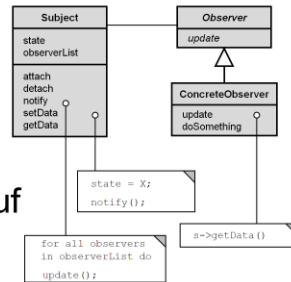 Subject
state
observerList
attach
detach
notify
setData
getData
Observer
update
ConcreteObserver
update
doSomething
state = X;
notify();
uf
for all observers
in observerList do
update();
s->getData()